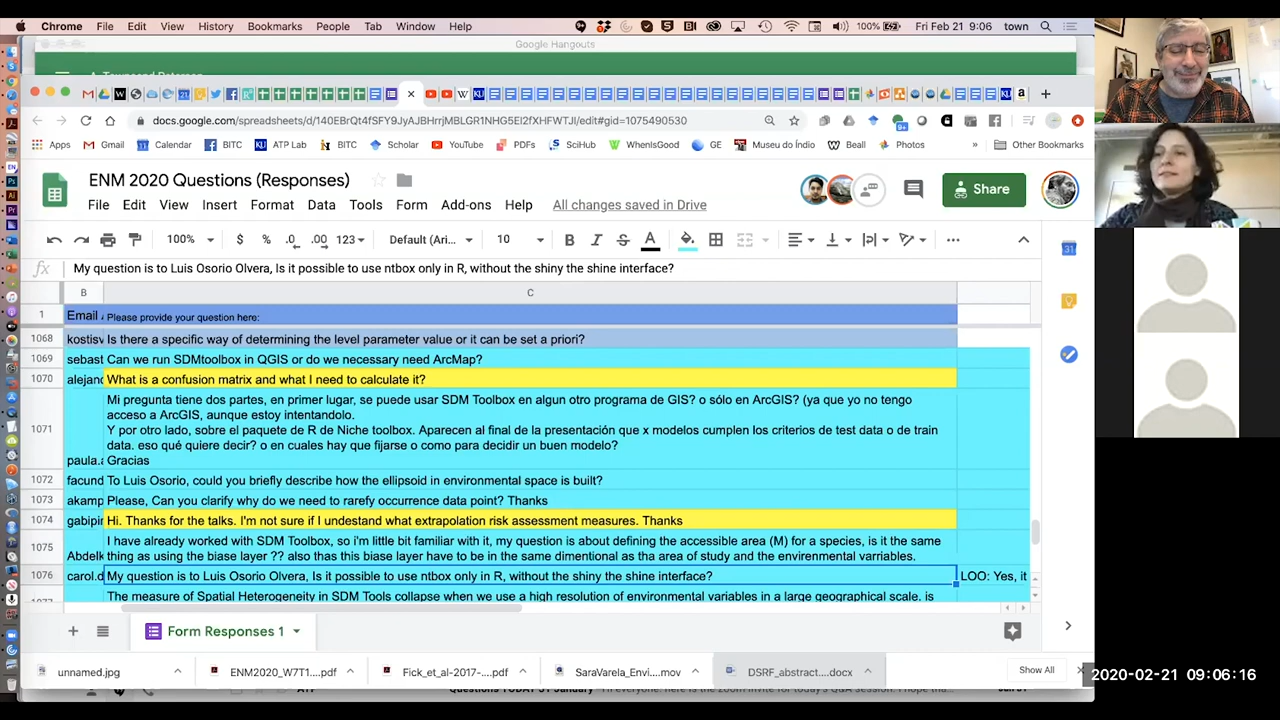 Chrome File Edit View History Bookmarks People Tab Window Help 100% Fri Feb 21 9:06 town
Google Hangouts
docs.google.com/spreadsheets/d/140EBRQt4fSFY9JyAJBHrrjMBLGR1NHG5EI2fXHFWTJI/edit#gid=1075490530
Apps Gmail Calendar BITC ATP Lab BITC Scholar YouTube PDFs SciHub WhenIsGood GE Museu do Índio Beall Photos » Other Bookmarks
ENM 2020 Questions (Responses)
Share
File Edit View Insert Format Data Tools Form Add-ons Help All changes saved in Drive
100% $ % .0 .00 123 Default (Ari... 10 B I S A
fx My question is to Luis Osorio Olvera, Is it possible to use ntbox only in R, without the shiny the shine interface?
B C
1 Email Please provide your question here:
1068 kostisv Is there a specific way of determining the level parameter value or it can be set a priori?
1069 sebast Can we run SDMtoolbox in QGIS or do we necessary need ArcMap?
1070 alejand What is a confusion matrix and what I need to calculate it?
Mi pregunta tiene dos partes, en primer lugar, se puede usar SDM Toolbox en algun otro programa de GIS? o sólo en ArcGIS? (ya que yo no tengo
acceso a ArcGIS, aunque estoy intentandolo.
1071 Y por otro lado, sobre el paquete de R de Niche toolbox. Aparecen al final de la presentación que x modelos cumplen los criterios de test data o de train
data. eso qué quiere decir? o en cuales hay que fijarse o como para decidir un buen modelo?
paula.a Gracias
1072 facund To Luis Osorio, could you briefly describe how the ellipsoid in environmental space is built?
1073 akamp Please, Can you clarify why do we need to rarefy occurrence data point? Thanks
1074 gabipir Hi. Thanks for the talks. I'm not sure if I undestand what extrapolation risk assessment measures. Thanks
I have already worked with SDM Toolbox, so i'm little bit familiar with it, my question is about defining the accessible area (M) for a species, is it the same
1075 Abdelk thing as using the biase layer ?? also thas this biase layer have to be in the same dimentional as tha area of study and the envirenmental variables.
1076 carol.d My question is to Luis Osorio Olvera, Is it possible to use ntbox only in R, without the shiny the shine interface? LOO: Yes, it
The measure of Spatial Heterogeneity in SDM Tools collapse when we use a high resolution of environmental variables in a large geographical scale. is
Form Responses 1
unnamed.jpg ENM2020_W7T1....pdf Fick_et_al-2017-....pdf SaraVarela_Envi....mov DSRF_abstract....docx Show All
2020-02-21 09:06:16